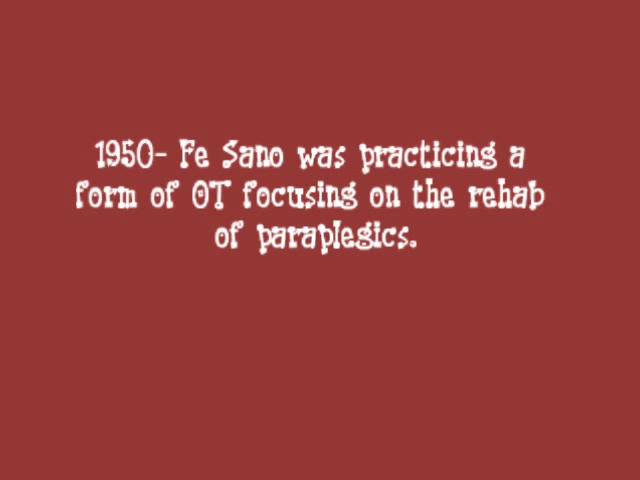 1950- Fe Sano was practicing a
form of OT focusing on the rehab
of paraplegics.